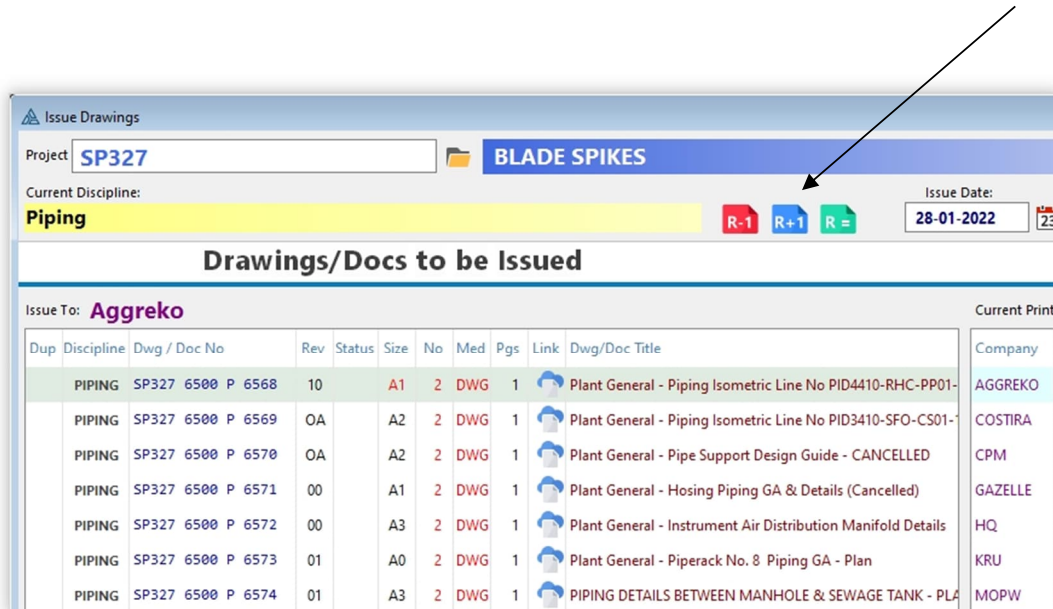 Issue Drawings
Project SP327 BLADE SPIKES
Current Discipline: Issue Date:
Piping R-1 R+1 R = 28-01-2022 23
Drawings/Docs to be Issued
Issue To: Aggreko Current Print
Dup Discipline Dwg / Doc No Rev Status Size No Med Pgs Link Dwg/Doc Title Company
PIPING SP327 6500 P 6568 10 A1 2 DWG 1 Plant General - Piping Isometric Line No PID4410-RHC-PP01- AGGREKO
PIPING SP327 6500 P 6569 OA A2 2 DWG 1 Plant General - Piping Isometric Line No PID3410-SFO-CS01- COSTIRA
PIPING SP327 6500 P 6570 OA A2 2 DWG 1 Plant General - Pipe Support Design Guide - CANCELLED CPM
PIPING SP327 6500 P 6571 00 A1 2 DWG 1 Plant General - Hosing Piping GA & Details (Cancelled) GAZELLE
PIPING SP327 6500 P 6572 00 A3 2 DWG 1 Plant General - Instrument Air Distribution Manifold Details HQ
PIPING SP327 6500 P 6573 01 A0 2 DWG 1 Plant General - Piperack No. 8 Piping GA - Plan KRU
PIPING SP327 6500 P 6574 01 A3 2 DWG 1 PIPING DETAILS BETWEEN MANHOLE & SEWAGE TANK - PLA MOPW